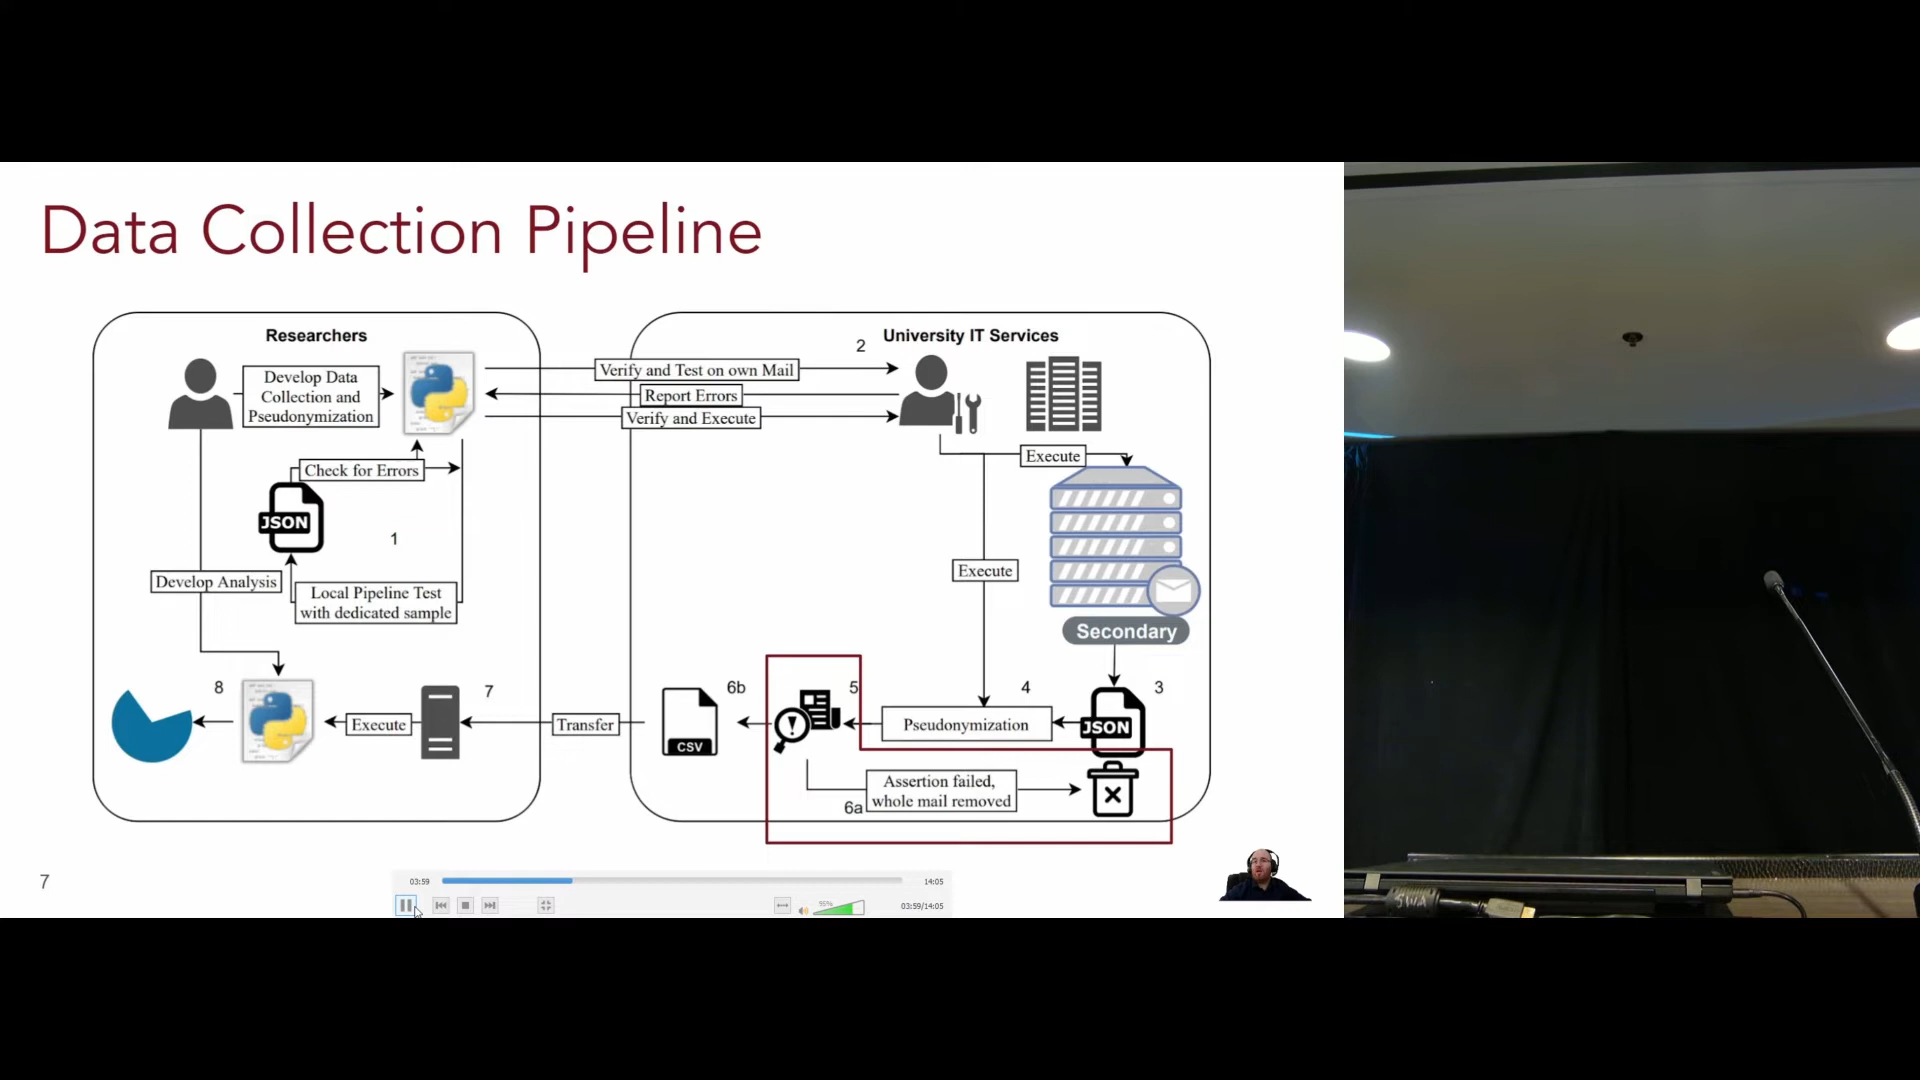 Data Collection Pipeline
Researchers
University IT Services
Develop Data
Collection and
Pseudonymization
2
Verify and Test on own Mail
Report Errors
Verify and Execute
Execute
Check for Errors
JSON
1
Develop Analysis
Local Pipeline Test
with dedicated sample
Execute
Secondary
8
Execute
7
Transfer
6b
CSV
5
4
Pseudonymization
3
JSON
Assertion failed,
whole mail removed
6a
7
03:59
14:05
55%
03:59/14:05
SWA